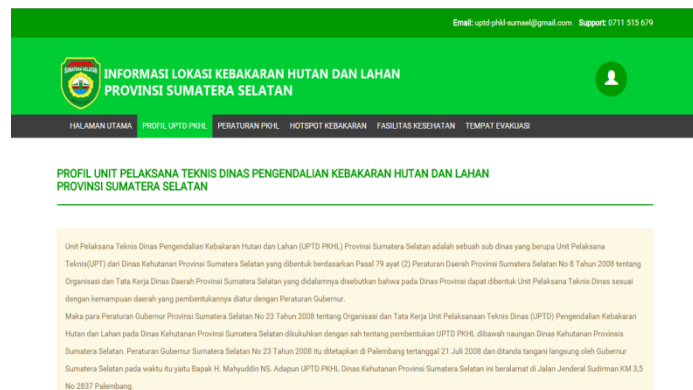 Email: uptd-phkl-sumsel@gmail.com Support: 0711 515 679
SUMATERA SELATAN
INFORMASI LOKASI KEBAKARAN HUTAN DAN LAHAN
PROVINSI SUMATERA SELATAN
HALAMAN UTAMA PROFIL UPTD PKHL PERATURAN PKHL HOTSPOT KEBAKARAN FASILITAS KESEHATAN TEMPAT EVAKUASI
PROFIL UNIT PELAKSANA TEKNIS DINAS PENGENDALIAN KEBAKARAN HUTAN DAN LAHAN
PROVINSI SUMATERA SELATAN
Unit Pelaksana Teknis Dinas Pengendalian Kebakaran Hutan dan Lahan (UPTD PKHL) Provinsi Sumatera Selatan adalah sebuah sub dinas yang berupa Unit Pelaksana
Teknis(UPT) dari Dinas Kehutanan Provinsi Sumatera Selatan yang dibentuk berdasarkan Pasal 79 ayat (2) Peraturan Daerah Provinsi Sumatera Selatan No 8 Tahun 2008 tentang
Organisasi dan Tata Kerja Dinas Daerah Provinsi Sumatera Selatan yang didalamnya disebutkan bahwa pada Dinas Provinsi dapat dibentuk Unit Pelaksana Teknis Dinas sesuai
dengan kemampuan daerah yang pembentukannya diatur dengan Peraturan Gubernur.
Maka para Peraturan Gubernur Provinsi Sumatera Selatan No 23 Tahun 2008 tentang Organisasi dan Tata Kerja Unit Pelaksanaan Teknis Dinas (UPTD) Pengendalian Kebakaran
Hutan dan Lahan pada Dinas Kehutanan Provinsi Sumatera Selatan dikukuhkan dengan sah tentang pembentukan UPTD PKHL dibawah naungan Dinas Kehutanan Provinsis
Sumatera Selatan. Peraturan Gubernur Sumatera Selatan No 23 Tahun 2008 itu ditetapkan di Palembang tertanggal 21 Juli 2008 dan ditanda tangani langsung oleh Gubernur
Sumatera Selatan pada waktu itu yaitu Bapak H. Mahyuddin NS. Adapun UPTD PKHL Dinas Kehutanan Provinsi Sumatera Selatan ini beralamat di Jalan Jenderal Sudirman KM 3,5
No 2837 Palembang.